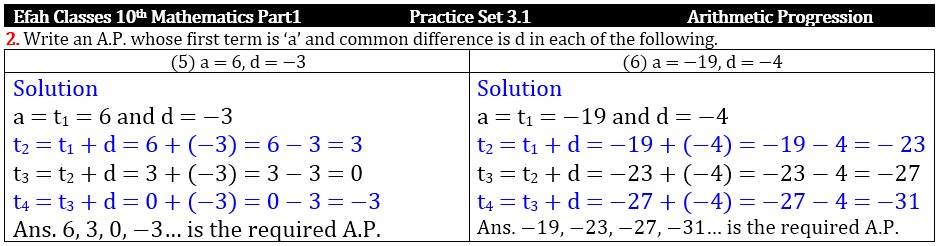 Efah Classes 10th Mathematics Part1 Practice Set 3.1 Arithmetic Progression
2. Write an A.P. whose first term is ‘a’ and common difference is d in each of the following.
(5) a = 6, d = −3
Solution
a = t₁ = 6 and d = −3
t₂ = t₁ + d = 6 + (−3) = 6 − 3 = 3
t₃ = t₂ + d = 3 + (−3) = 3 − 3 = 0
t₄ = t₃ + d = 0 + (−3) = 0 − 3 = −3
Ans. 6, 3, 0, −3… is the required A.P.
(6) a = −19, d = −4
Solution
a = t₁ = −19 and d = −4
t₂ = t₁ + d = −19 + (−4) = −19 − 4 = − 23
t₃ = t₂ + d = −23 + (−4) = −23 − 4 = −27
t₄ = t₃ + d = −27 + (−4) = −27 − 4 = −31
Ans. −19, −23, −27, −31… is the required A.P.